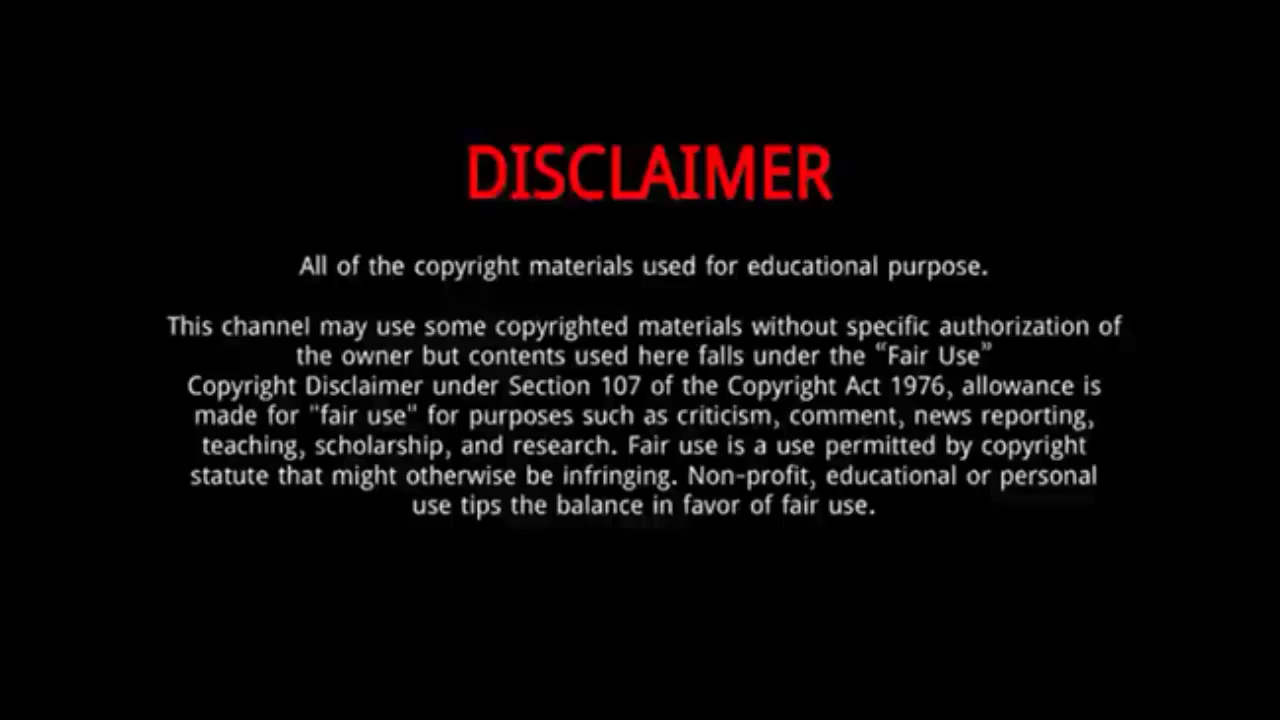 DISCLAIMER
All of the copyright materials used for educational purpose.
This channel may use some copyrighted materials without specific authorization of
the owner but contents used here falls under the “Fair Use”
Copyright Disclaimer under Section 107 of the Copyright Act 1976, allowance is
made for "fair use" for purposes such as criticism, comment, news reporting,
teaching, scholarship, and research. Fair use is a use permitted by copyright
statute that might otherwise be infringing. Non-profit, educational or personal
use tips the balance in favor of fair use.